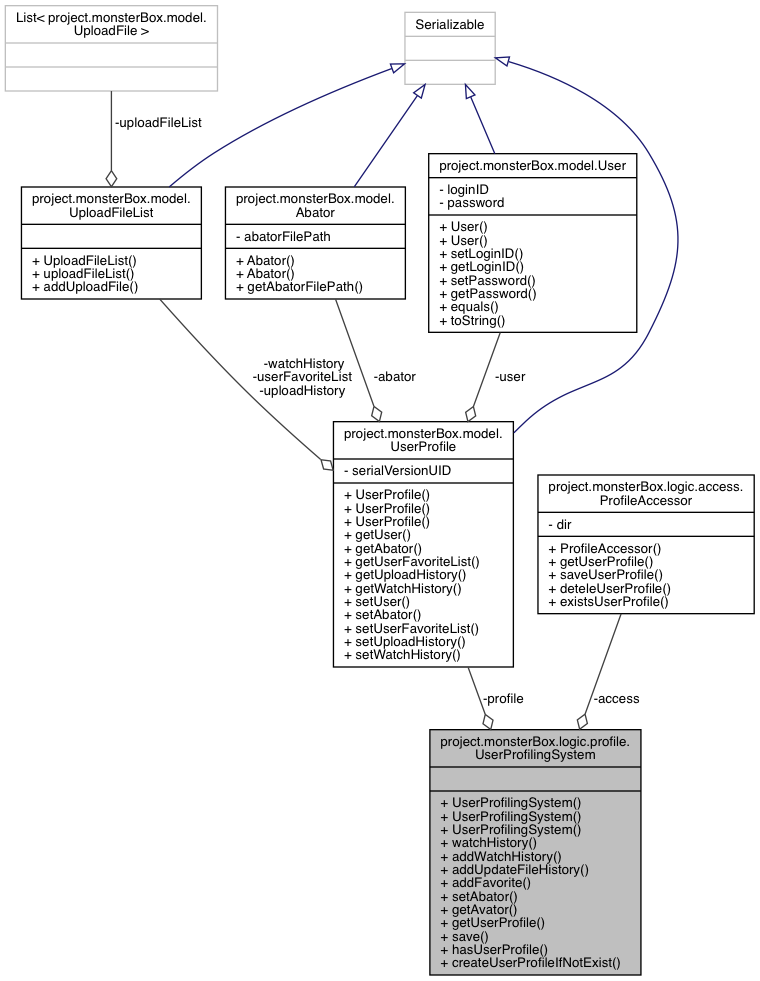 List< project.monsterBox.model.
UploadFile >
Serializable
-uploadFileList
project.monsterBox.model.
UploadFileList
+ UploadFileList()
+ uploadFileList()
+ addUploadFile()
project.monsterBox.model.
Abator
- abatorFilePath
+ Abator()
+ Abator()
+ getAbatorFilePath()
project.monsterBox.model.User
- loginID
- password
+ User()
+ User()
+ setLoginID()
+ getLoginID()
+ setPassword()
+ getPassword()
+ equals()
+ toString()
-watchHistory
-userFavoriteList
-uploadHistory
-abator
-user
project.monsterBox.model.
UserProfile
- serialVersionUID
+ UserProfile()
+ UserProfile()
+ UserProfile()
+ getUser()
+ getAbator()
+ getUserFavoriteList()
+ getUploadHistory()
+ getWatchHistory()
+ setUser()
+ setAbator()
+ setUserFavoriteList()
+ setUploadHistory()
+ setWatchHistory()
project.monsterBox.logic.access.
ProfileAccessor
- dir
+ ProfileAccessor()
+ getUserProfile()
+ saveUserProfile()
+ deteleUserProfile()
+ existsUserProfile()
-profile
-access
project.monsterBox.logic.profile.
UserProfilingSystem
+ UserProfilingSystem()
+ UserProfilingSystem()
+ UserProfilingSystem()
+ watchHistory()
+ addWatchHistory()
+ addUpdateFileHistory()
+ addFavorite()
+ setAbator()
+ getAvator()
+ getUserProfile()
+ save()
+ hasUserProfile()
+ createUserProfileIfNotExist()